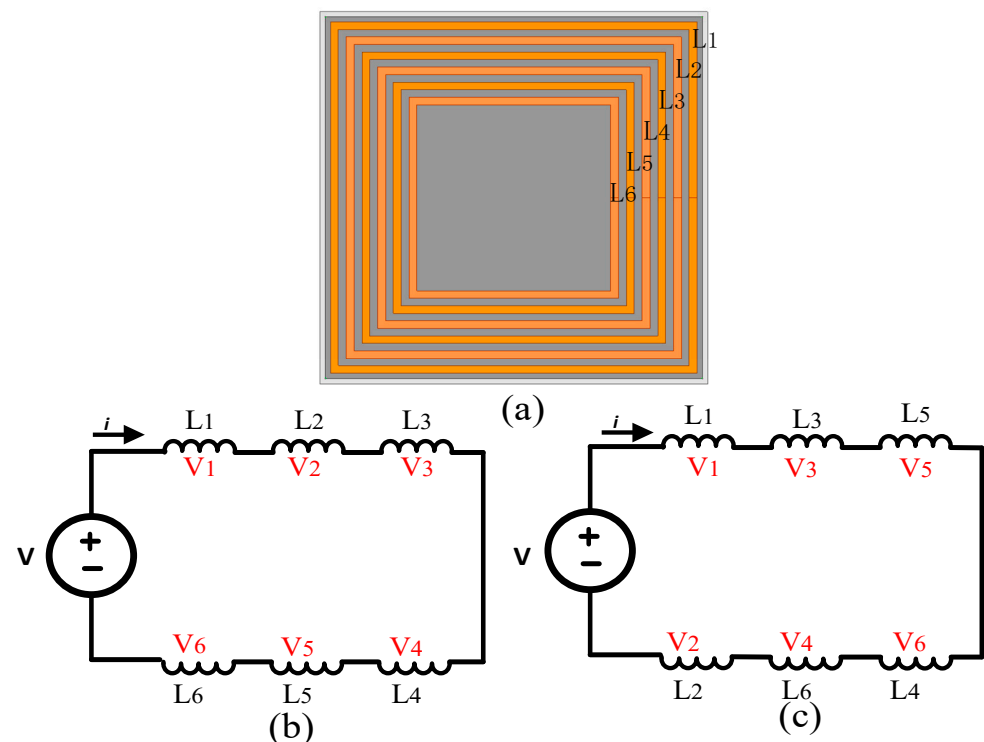 L1
L2
L3
L4
L5
L6
(a)
i L1 L2 L3
V1 V2 V3
V + −
V6 V5 V4
L6 L5 L4
(b)
i L1 L3 L5
V1 V3 V5
V + −
V2 V4 V6
L2 L6 L4
(c)